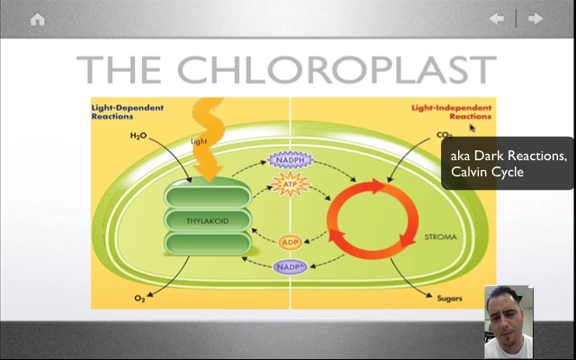 THE CHLOROPLAST
Light-Dependent
Reactions
Light-Independent
Reactions
H₂O
Light
CO₂
aka Dark Reactions,
Calvin Cycle
NADPH
ATP
THYLAKOID
STROMA
ADP
NADP⁺
O₂
Sugars